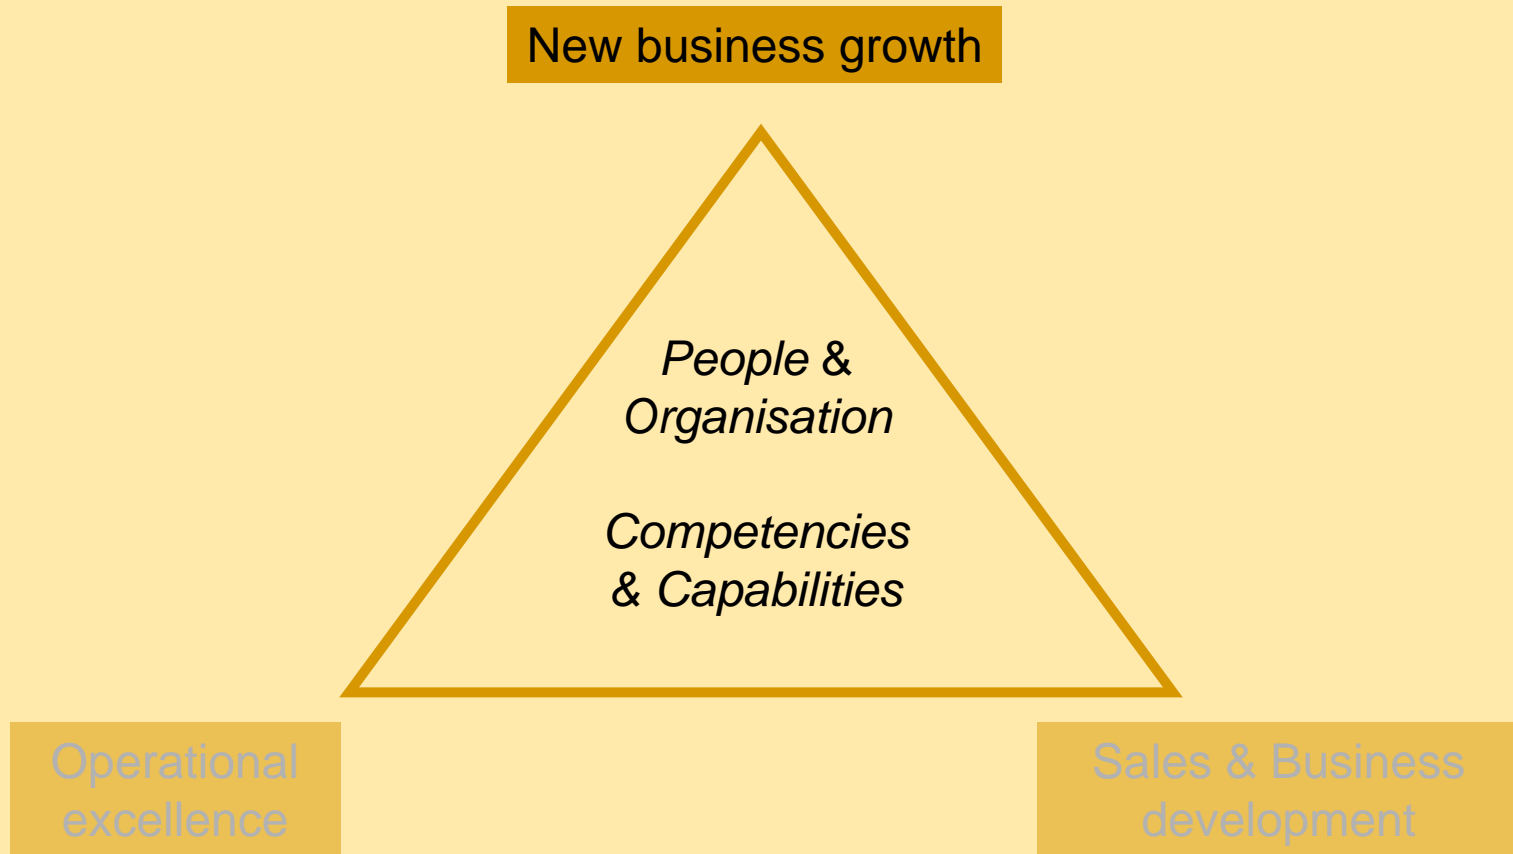 New business growth
People &
Organisation
Competencies
& Capabilities
Operational
excellence
Sales & Business
development